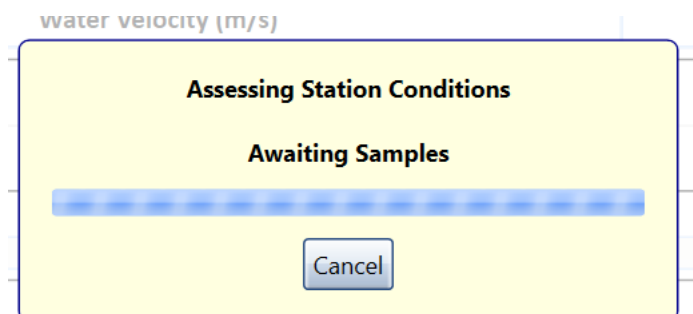 Water Velocity (m/s)
Assessing Station Conditions
Awaiting Samples
Cancel